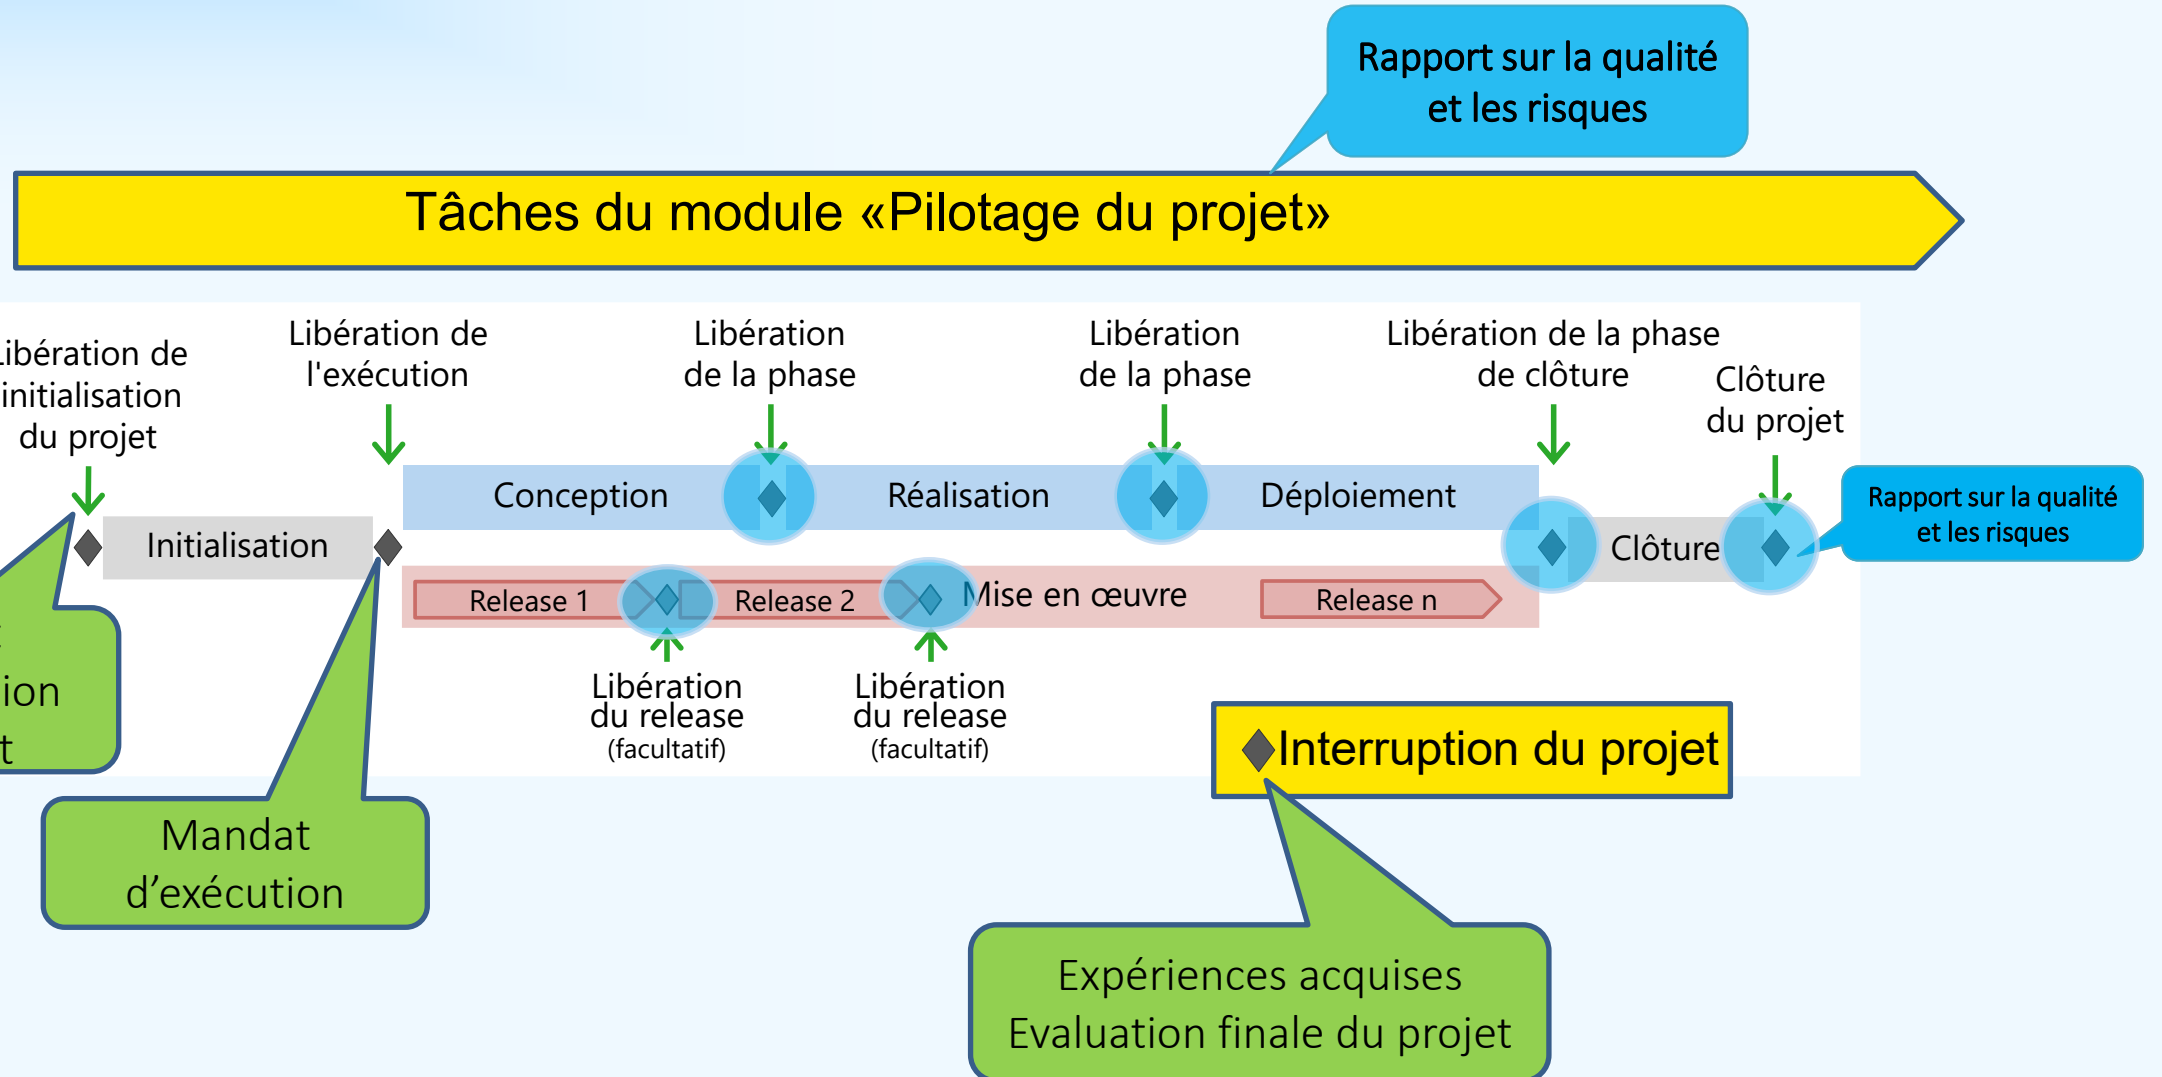 Rapport sur la qualité
et les risques
Tâches du module «Pilotage du projet»
Libération de
initialisation
du projet
Libération de
l'exécution
Libération
de la phase
Libération
de la phase
Libération de la phase
de clôture
Clôture
du projet
Conception
Réalisation
Déploiement
Rapport sur la qualité
et les risques
Initialisation
Clôture
Release 1
Release 2
Mise en œuvre
Release n
Libération
du release
(facultatif)
Libération
du release
(facultatif)
ion
t
Interruption du projet
Mandat
d’exécution
Expériences acquises
Evaluation finale du projet